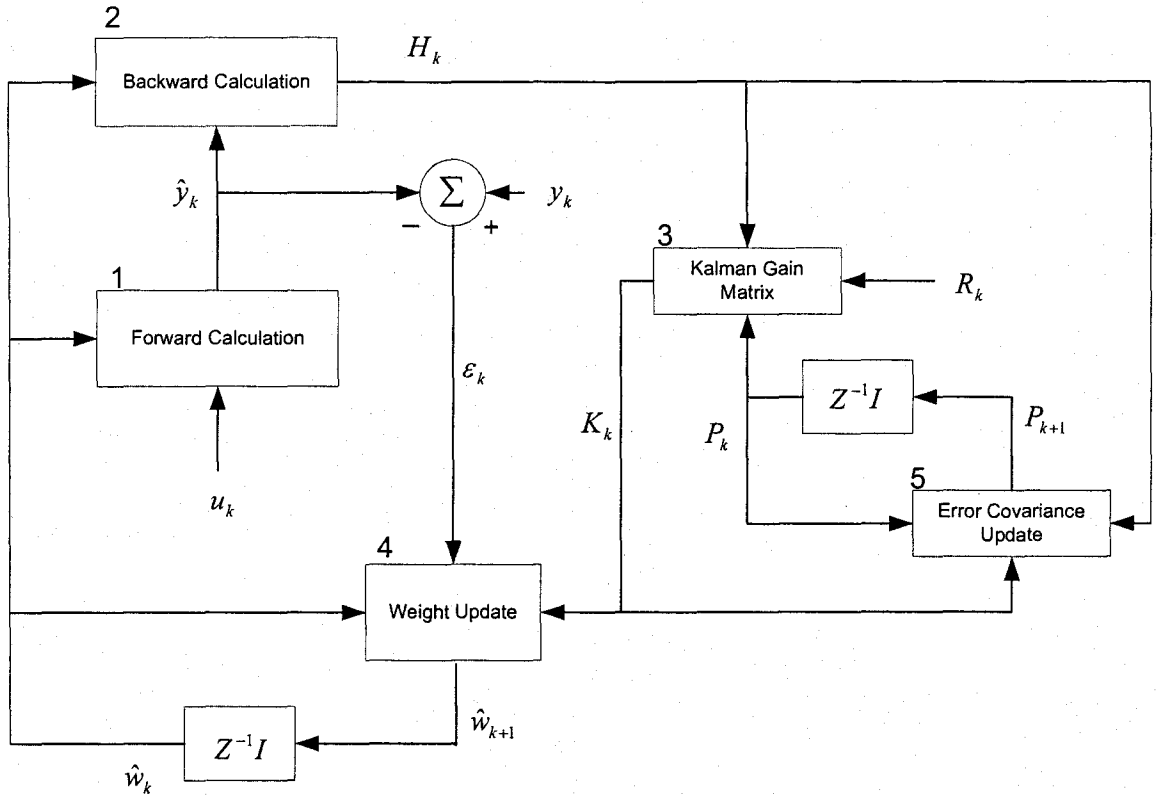 2
Backward Calculation
H_k
ŷ_k
Σ
y_k
− +
1
Forward Calculation
u_k
ε_k
3
Kalman Gain
Matrix
R_k
Z^{-1} I
K_k
P_k
P_{k+1}
5
Error Covariance
Update
4
Weight Update
ŵ_{k+1}
Z^{-1} I
ŵ_k